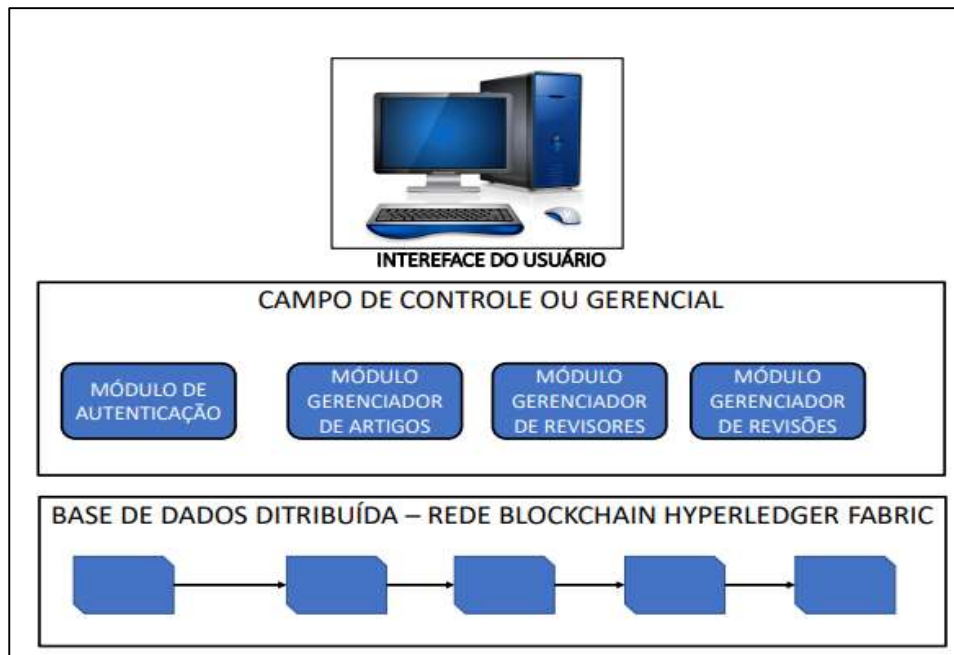 INTEREFACE DO USUÁRIO
CAMPO DE CONTROLE OU GERENCIAL
MÓDULO DE
AUTENTICAÇÃO
MÓDULO
GERENCIADOR
DE ARTIGOS
MÓDULO
GERENCIADOR
DE REVISORES
MÓDULO
GERENCIADOR
DE REVISÕES
BASE DE DADOS DITRIBUÍDA – REDE BLOCKCHAIN HYPERLEDGER FABRIC